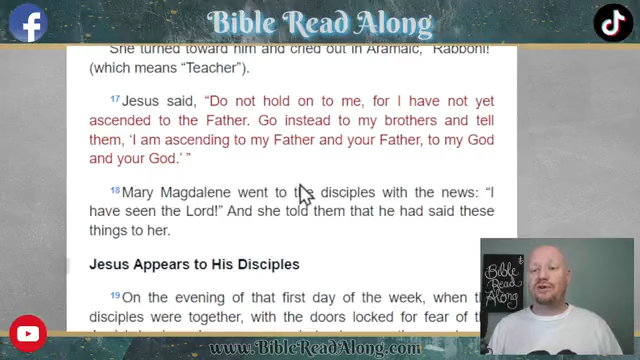 Bible Read Along
She turned toward him and cried out in Aramaic, “Rabboni!”
(which means “Teacher”).
17 Jesus said, “Do not hold on to me, for I have not yet
ascended to the Father. Go instead to my brothers and tell
them, ‘I am ascending to my Father and your Father, to my God
and your God.’ ”
18 Mary Magdalene went to the disciples with the news: “I
have seen the Lord!” And she told them that he had said these
things to her.
Jesus Appears to His Disciples
19 On the evening of that first day of the week, when
disciples were together, with the doors locked for fear of
Bible
Read
Along
www.BibleReadAlong.com